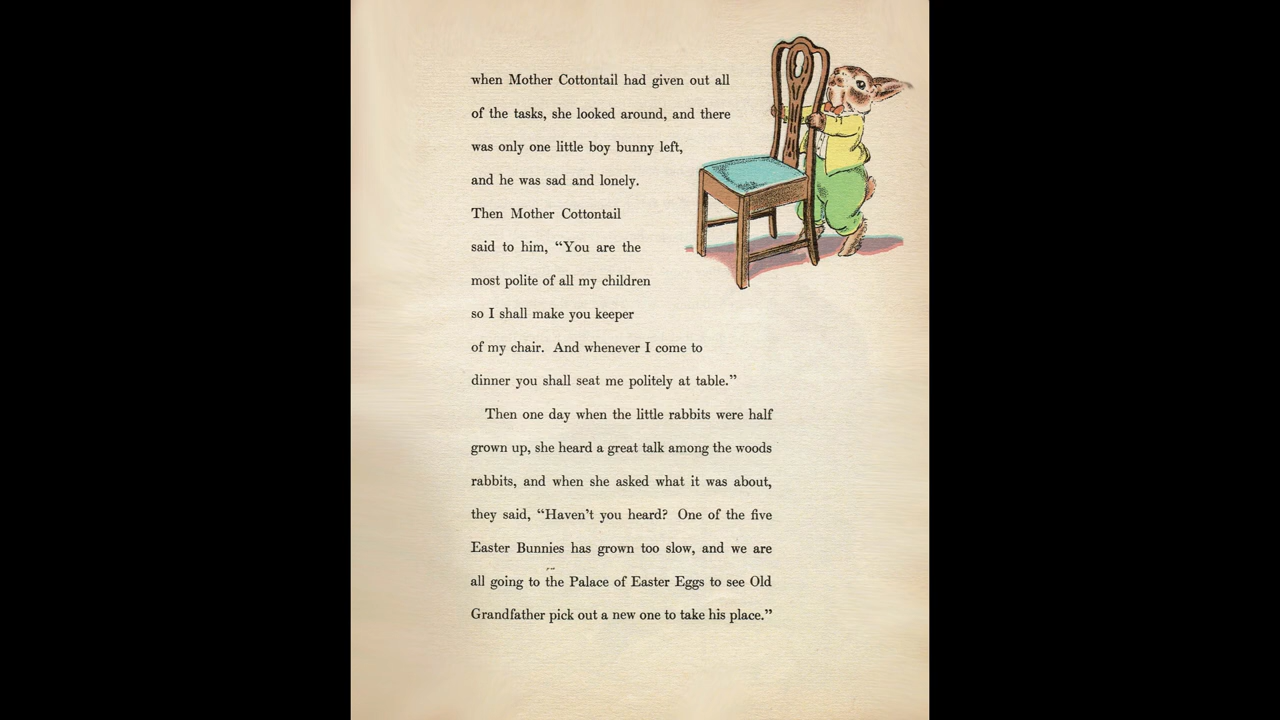 when Mother Cottontail had given out all
of the tasks, she looked around, and there
was only one little boy bunny left,
and he was sad and lonely.
Then Mother Cottontail
said to him, “You are the
most polite of all my children
so I shall make you keeper
of my chair. And whenever I come to
dinner you shall seat me politely at table.”
Then one day when the little rabbits were half
grown up, she heard a great talk among the woods
rabbits, and when she asked what it was about,
they said, “Haven’t you heard? One of the five
Easter Bunnies has grown too slow, and we are
all going to the Palace of Easter Eggs to see Old
Grandfather pick out a new one to take his place.”